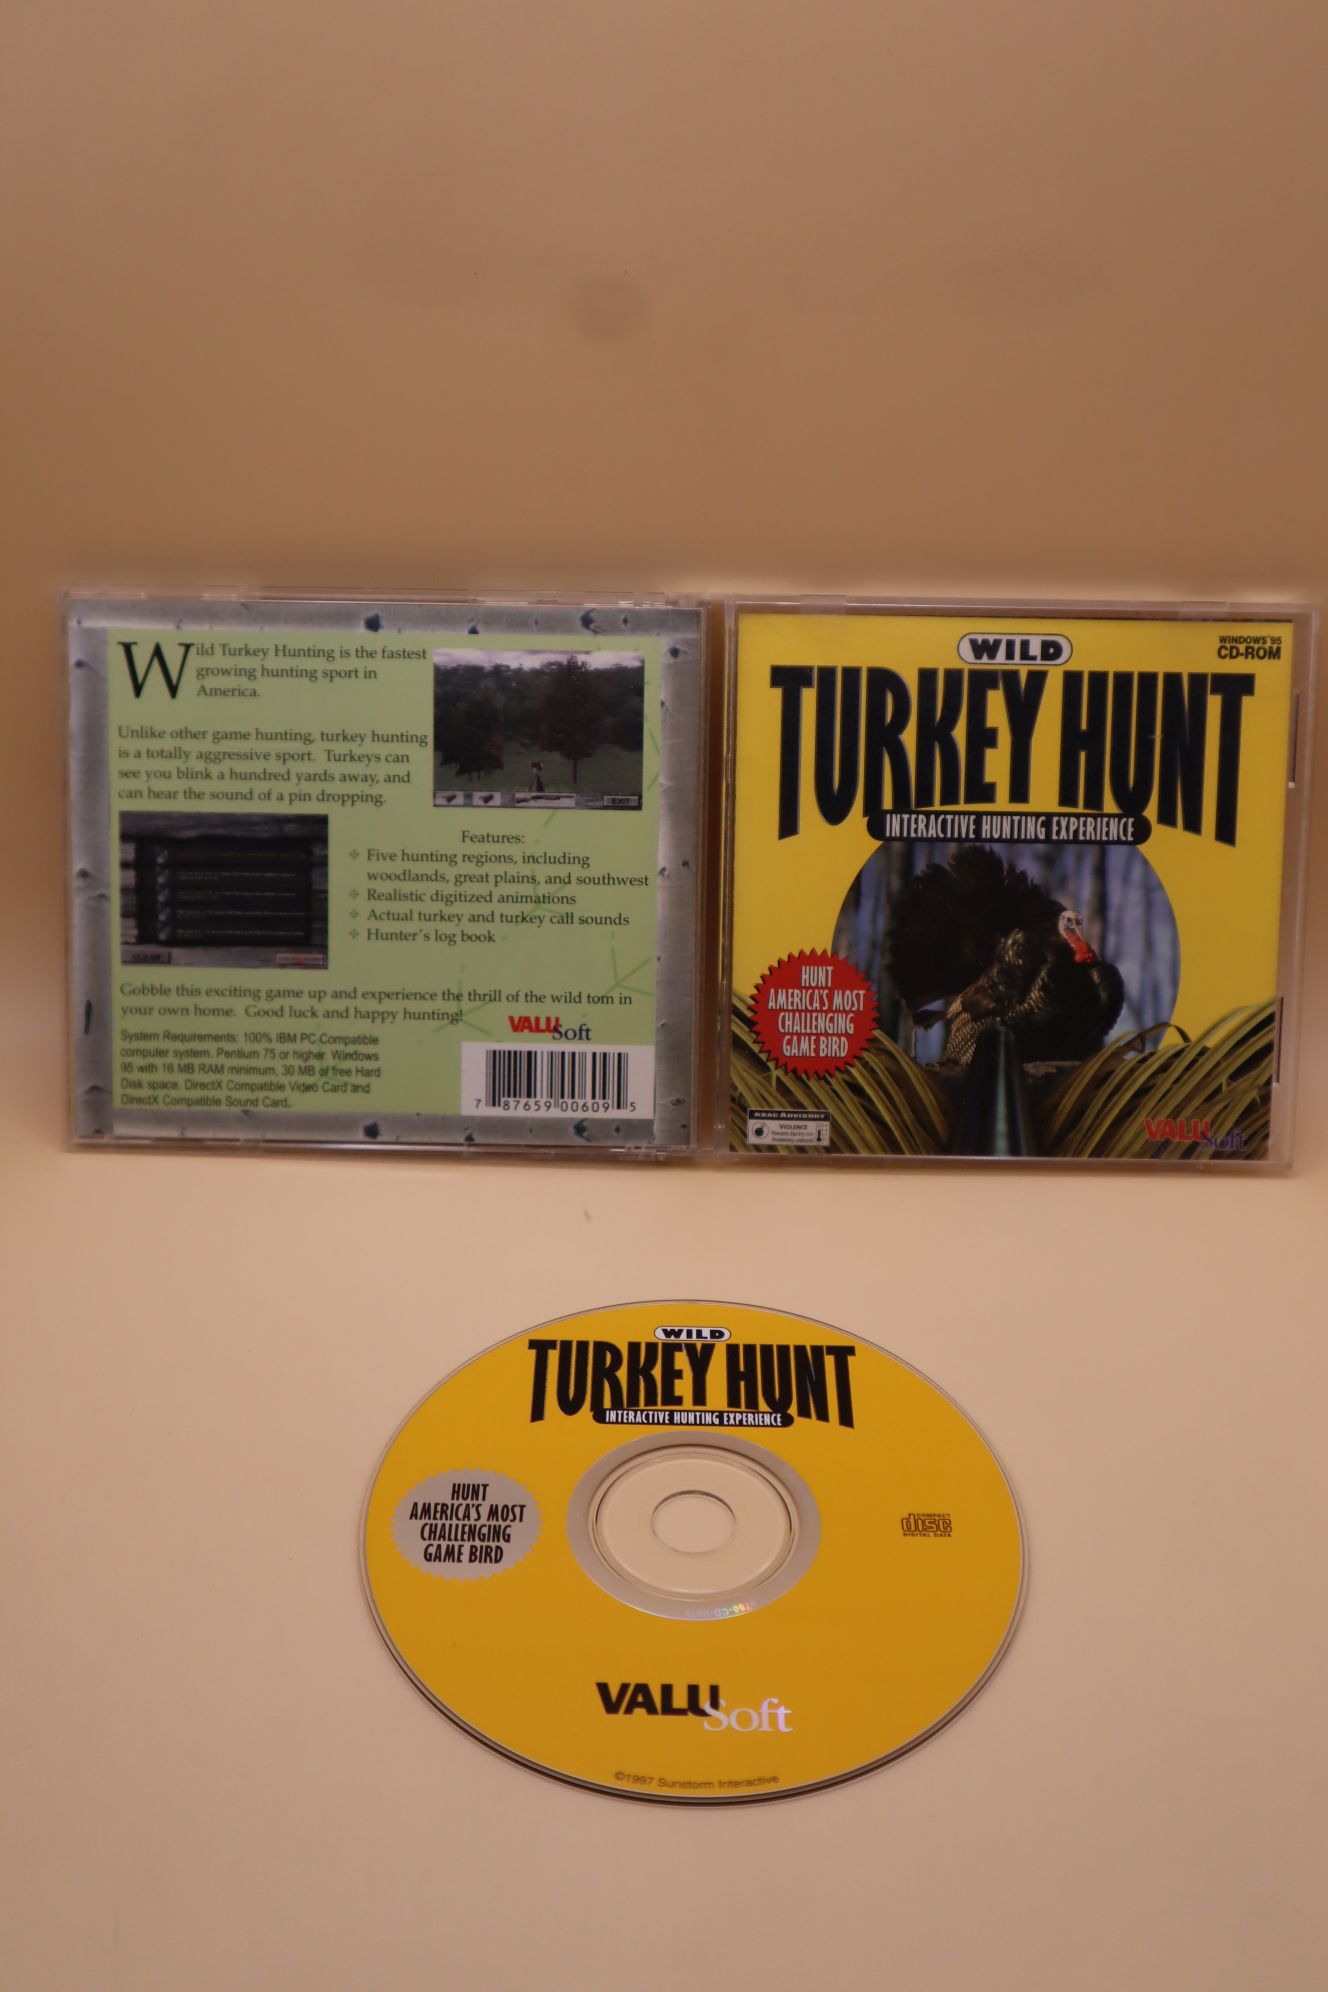 Wild Turkey Hunting is the fastest
growing hunting sport in
America.
Unlike other game hunting, turkey hunting
is a totally aggressive sport. Turkeys can
see you blink a hundred yards away, and
can hear the sound of a pin dropping.
EXIT
Features:
Five hunting regions, including
woodlands, great plains, and southwest
Realistic digitized animations
Actual turkey and turkey call sounds
Hunter's log book
Gobble this exciting game up and experience the thrill of the wild tom in
your own home. Good luck and happy hunting!
VALUSoft
System Requirements: 100% IBM PC Compatible
computer system, Pentium 75 or higher, Windows
95 with 16 MB RAM minimum, 30 MB of free Hard
Disk space. DirectX Compatible Video Card and
DirectX Compatible Sound Card.
7 87659 00609 5
WILD
WINDOWS '95
CD-ROM
TURKEY HUNT
INTERACTIVE HUNTING EXPERIENCE
HUNT
AMERICA'S MOST
CHALLENGING
GAME BIRD
RSAC ADVISORY
VIOLENCE
VALUSoft
WILD
TURKEY HUNT
INTERACTIVE HUNTING EXPERIENCE
HUNT
AMERICA'S MOST
CHALLENGING
GAME BIRD
COMPACT
disc
DIGITAL DATA
VALUSoft
©1997 Sunstorm Interactive